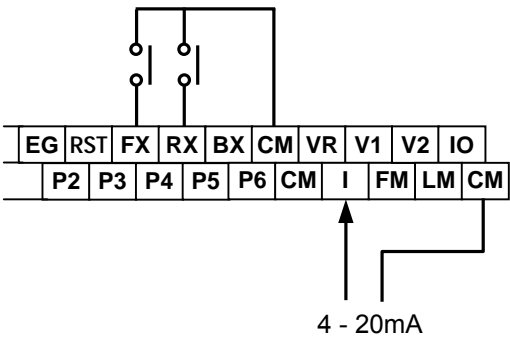 EG RST FX RX BX CM VR V1 V2 IO
P2 P3 P4 P5 P6 CM I FM LM CM
4 - 20mA